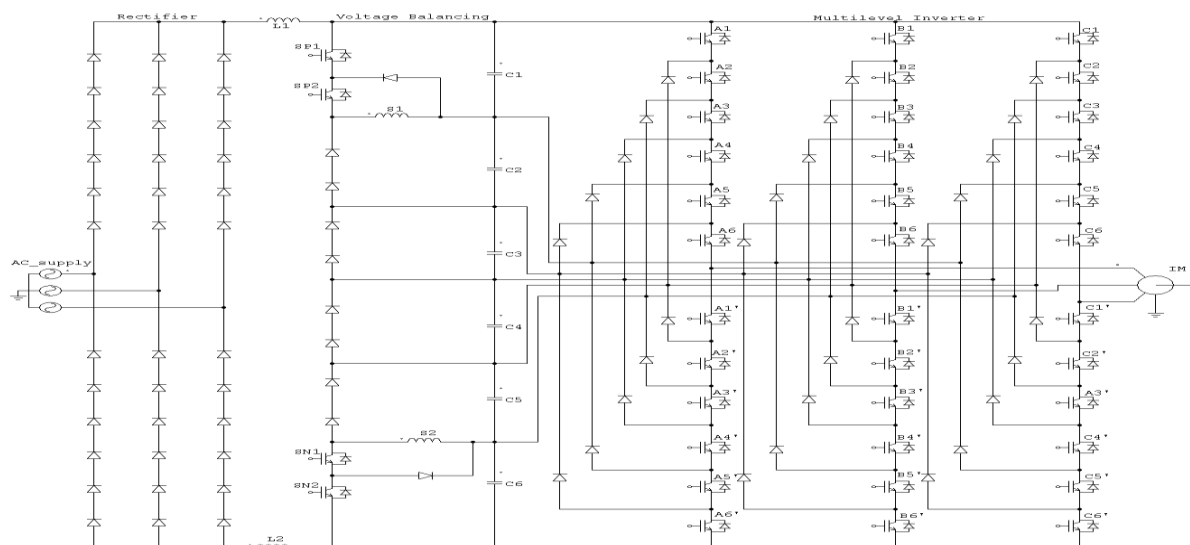 Rectifier
L1
Voltage Balancing
Multilevel Inverter
SP1
SP2
S1
C1
C2
C3
C4
C5
C6
S2
SN1
SN2
L2
AC_supply
A1
A2
A3
A4
A5
A6
A1'
A2'
A3'
A4'
A5'
A6'
B1
B2
B3
B4
B5
B6
B1'
B2'
B3'
B4'
B5'
B6'
C1
C2
C3
C4
C5
C6
C1'
C2'
A3'
C4'
C5'
C6'
IM